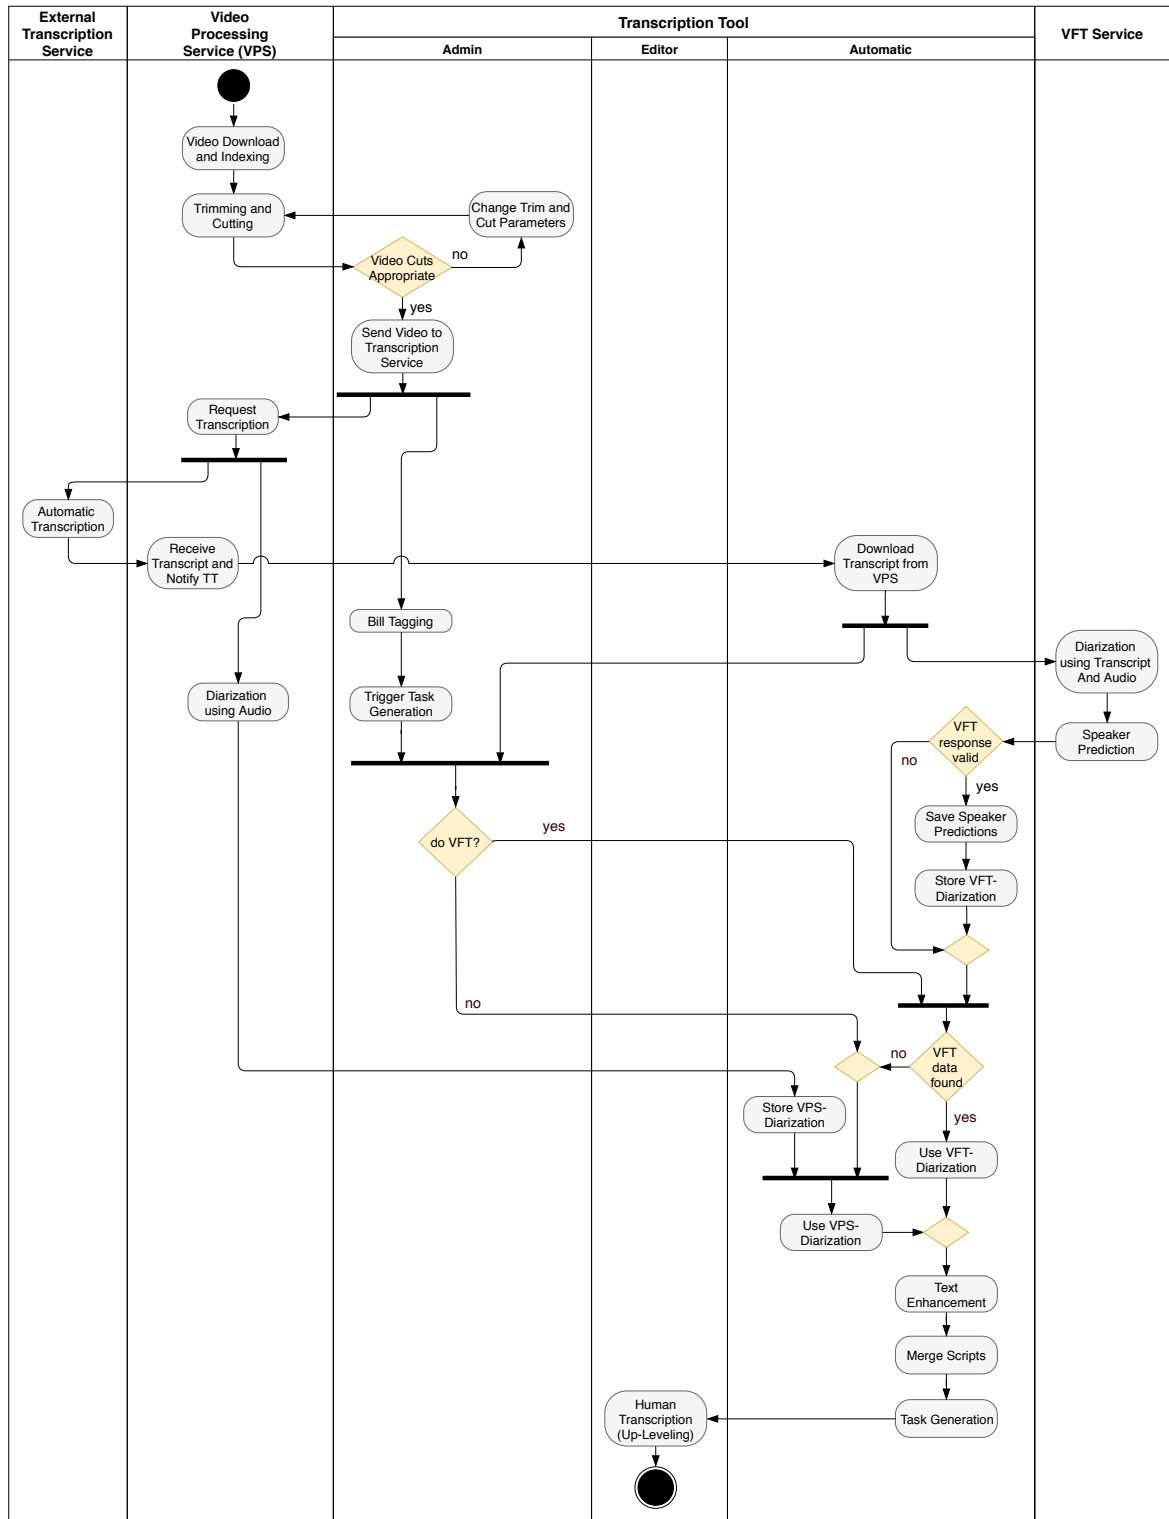 External
Transcription
Service
Video
Processing
Service (VPS)
Transcription Tool
Admin
Editor
Automatic
VFT Service
Video Download
and Indexing
Trimming and
Cutting
Change Trim and
Cut Parameters
Video Cuts
Appropriate
no
yes
Send Video to
Transcription
Service
Request
Transcription
Automatic
Transcription
Receive
Transcript and
Notify TT
Download
Transcript from
VPS
Bill Tagging
Diarization
using Transcript
And Audio
Diarization
using Audio
Trigger Task
Generation
VFT
response
valid
Speaker
Prediction
no
yes
Save Speaker
Predictions
do VFT?
yes
Store VFT-
Diarization
no
VFT
data
found
no
yes
Store VPS-
Diarization
Use VFT-
Diarization
Use VPS-
Diarization
Text
Enhancement
Merge Scripts
Task Generation
Human
Transcription
(Up-Leveling)